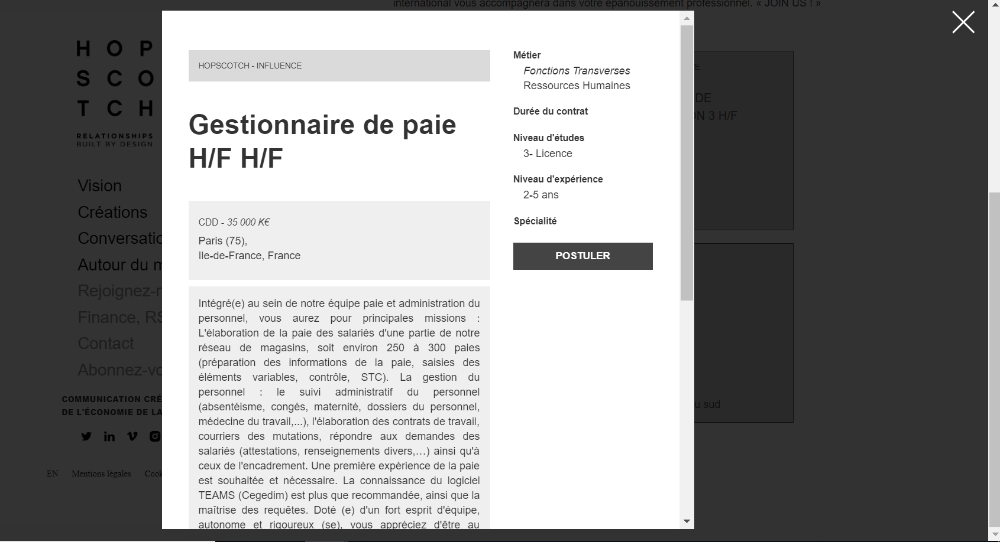 international vous accompagnera dans votre épanouissement professionnel. « JOIN US ! »
H O P
S C O
T C H
RELATIONSHIPS
BUILT BY DESIGN
Vision
Créations
Autour du
Contact
COMMUNICATION
DE L'ÉCONOMIE DE LA
EN Mentions légales
HOPSCOTCH - INFLUENCE
Gestionnaire de paie
H/F H/F
CDD - 35 000 K€
Paris (75),
Ile-de-France, France
Intégré(e) au sein de notre équipe paie et administration du
personnel, vous aurez pour principales missions :
L'élaboration de la paie des salariés d'une partie de notre
réseau de magasins, soit environ 250 à 300 paies
(préparation des informations de la paie, saisies des
éléments variables, contrôle, STC). La gestion du
personnel : le suivi administratif du personnel
(absentéisme, congés, maternité, dossiers du personnel,
médecine du travail,...), l'élaboration des contrats de travail,
courriers des mutations, répondre aux demandes des
salariés (attestations, renseignements divers,…) ainsi qu'à
ceux de l'encadrement. Une première expérience de la paie
est souhaitée et nécessaire. La connaissance du logiciel
TEAMS (Cegedim) est plus que recommandée, ainsi que la
maîtrise des requêtes. Doté (e) d'un fort esprit d'équipe,
autonome et rigoureux (se), vous appréciez d'être au
Métier
Fonctions Transverses
Ressources Humaines
Durée du contrat
Niveau d'études
3- Licence
Niveau d'expérience
2-5 ans
Spécialité
POSTULER
DE
N 3 H/F
sud